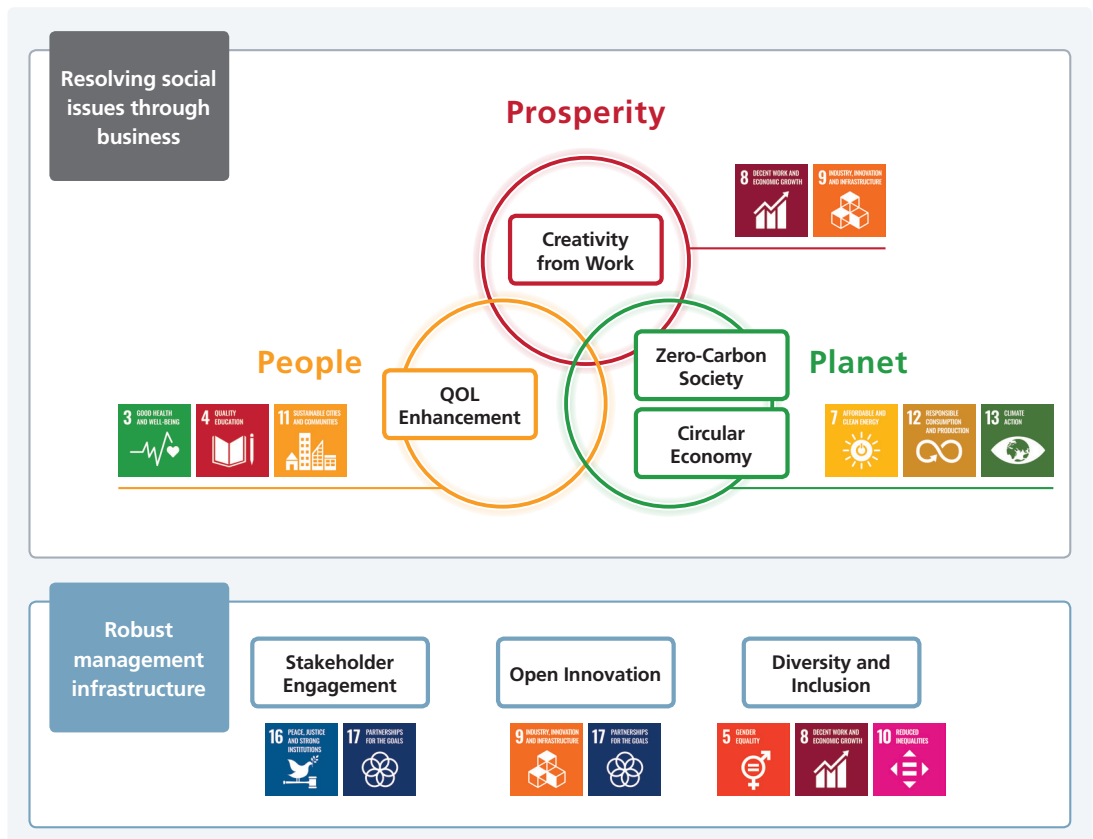 Resolving social
issues through
business
Prosperity
Creativity
from Work
8 DECENT WORK AND
ECONOMIC GROWTH
9 INDUSTRY, INNOVATION
AND INFRASTRUCTURE
People
QOL
Enhancement
3 GOOD HEALTH
AND WELL-BEING
4 QUALITY
EDUCATION
11 SUSTAINABLE CITIES
AND COMMUNITIES
Zero-Carbon
Society
Circular
Economy
Planet
7 AFFORDABLE AND
CLEAN ENERGY
12 RESPONSIBLE
CONSUMPTION
AND PRODUCTION
13 CLIMATE
ACTION
Robust
management
infrastructure
Stakeholder
Engagement
16 PEACE, JUSTICE
AND STRONG
INSTITUTIONS
17 PARTNERSHIPS
FOR THE GOALS
Open Innovation
9 INDUSTRY, INNOVATION
AND INFRASTRUCTURE
17 PARTNERSHIPS
FOR THE GOALS
Diversity and
Inclusion
5 GENDER
EQUALITY
8 DECENT WORK AND
ECONOMIC GROWTH
10 REDUCED
INEQUALITIES